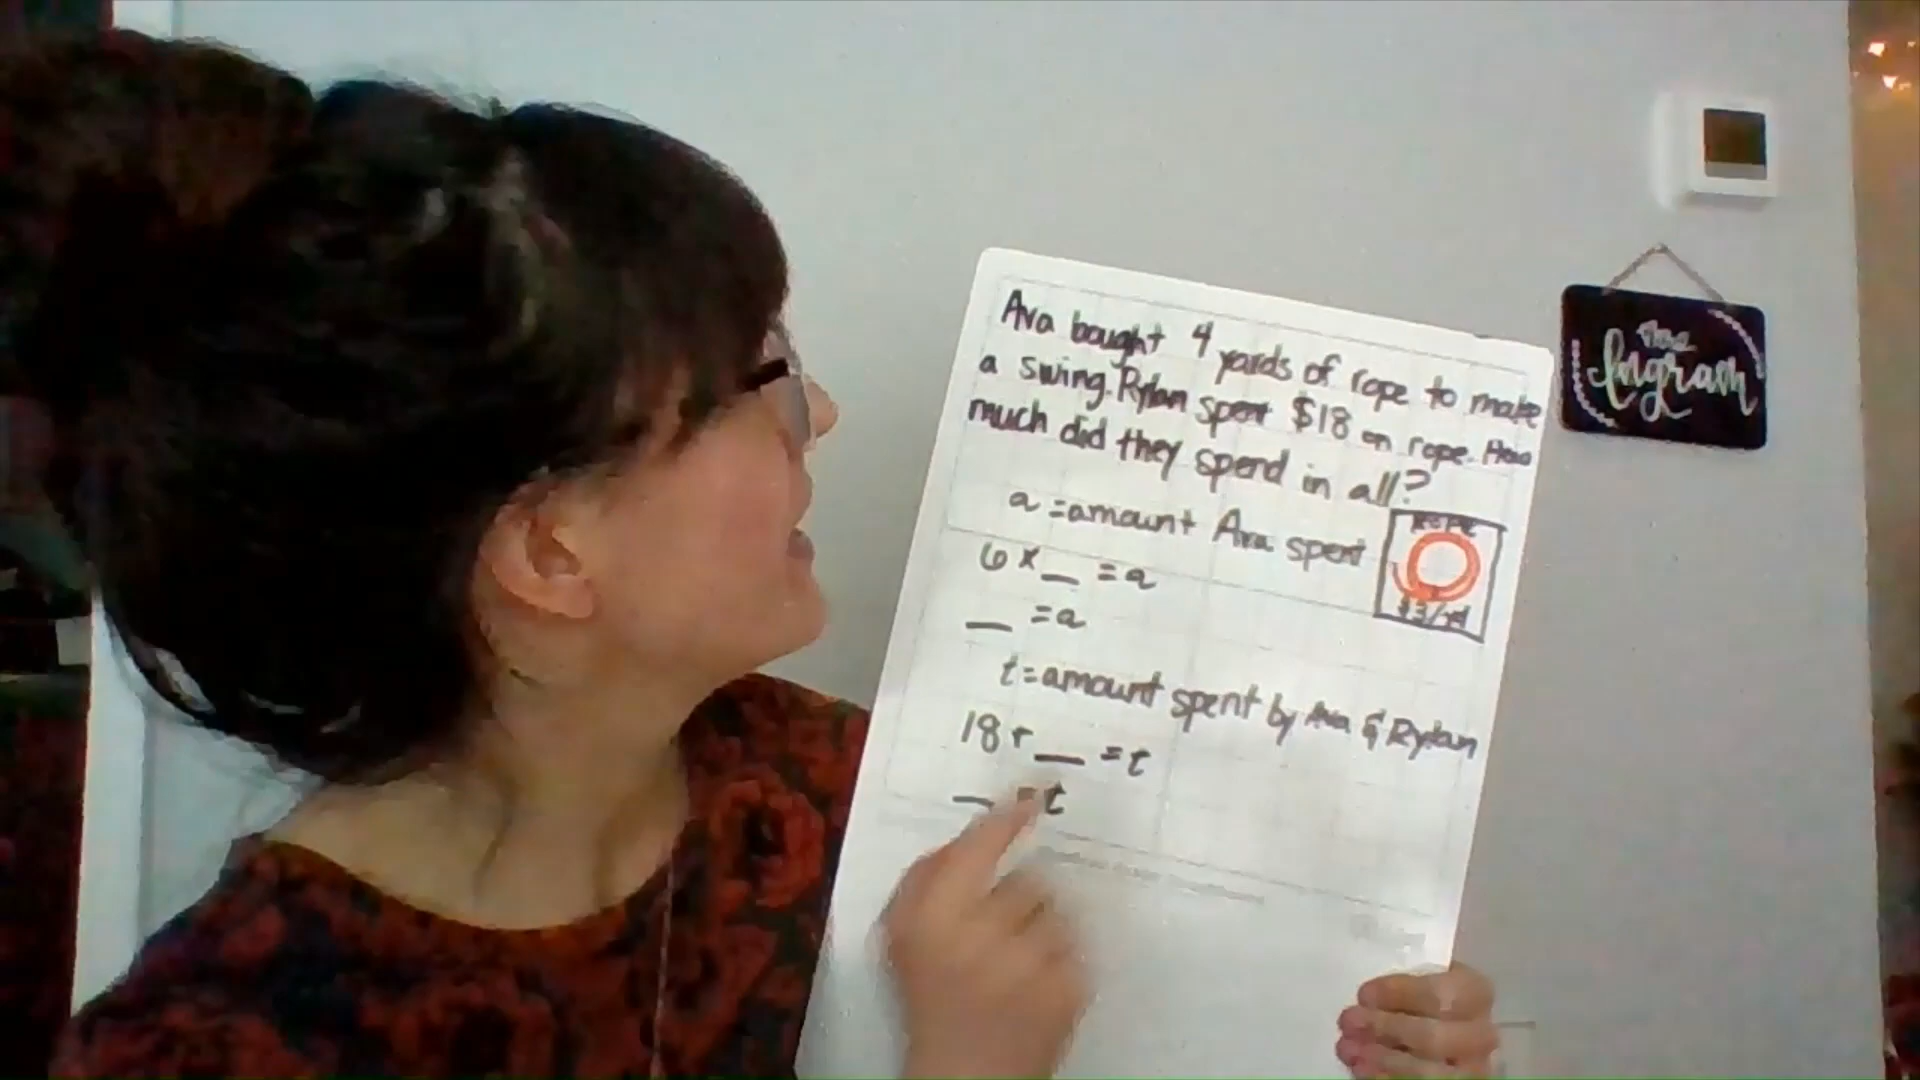 Ava bought 4 yards of rope to make
a swing. Rylan spent $18 on rope. How
much did they spend in all?
a = amount Ava spent
ROPE
$3/yd
6 × __ = a
__ = a
t = amount spent by Ava & Rylan
18 + __ = t
__ = t
The
Ingram